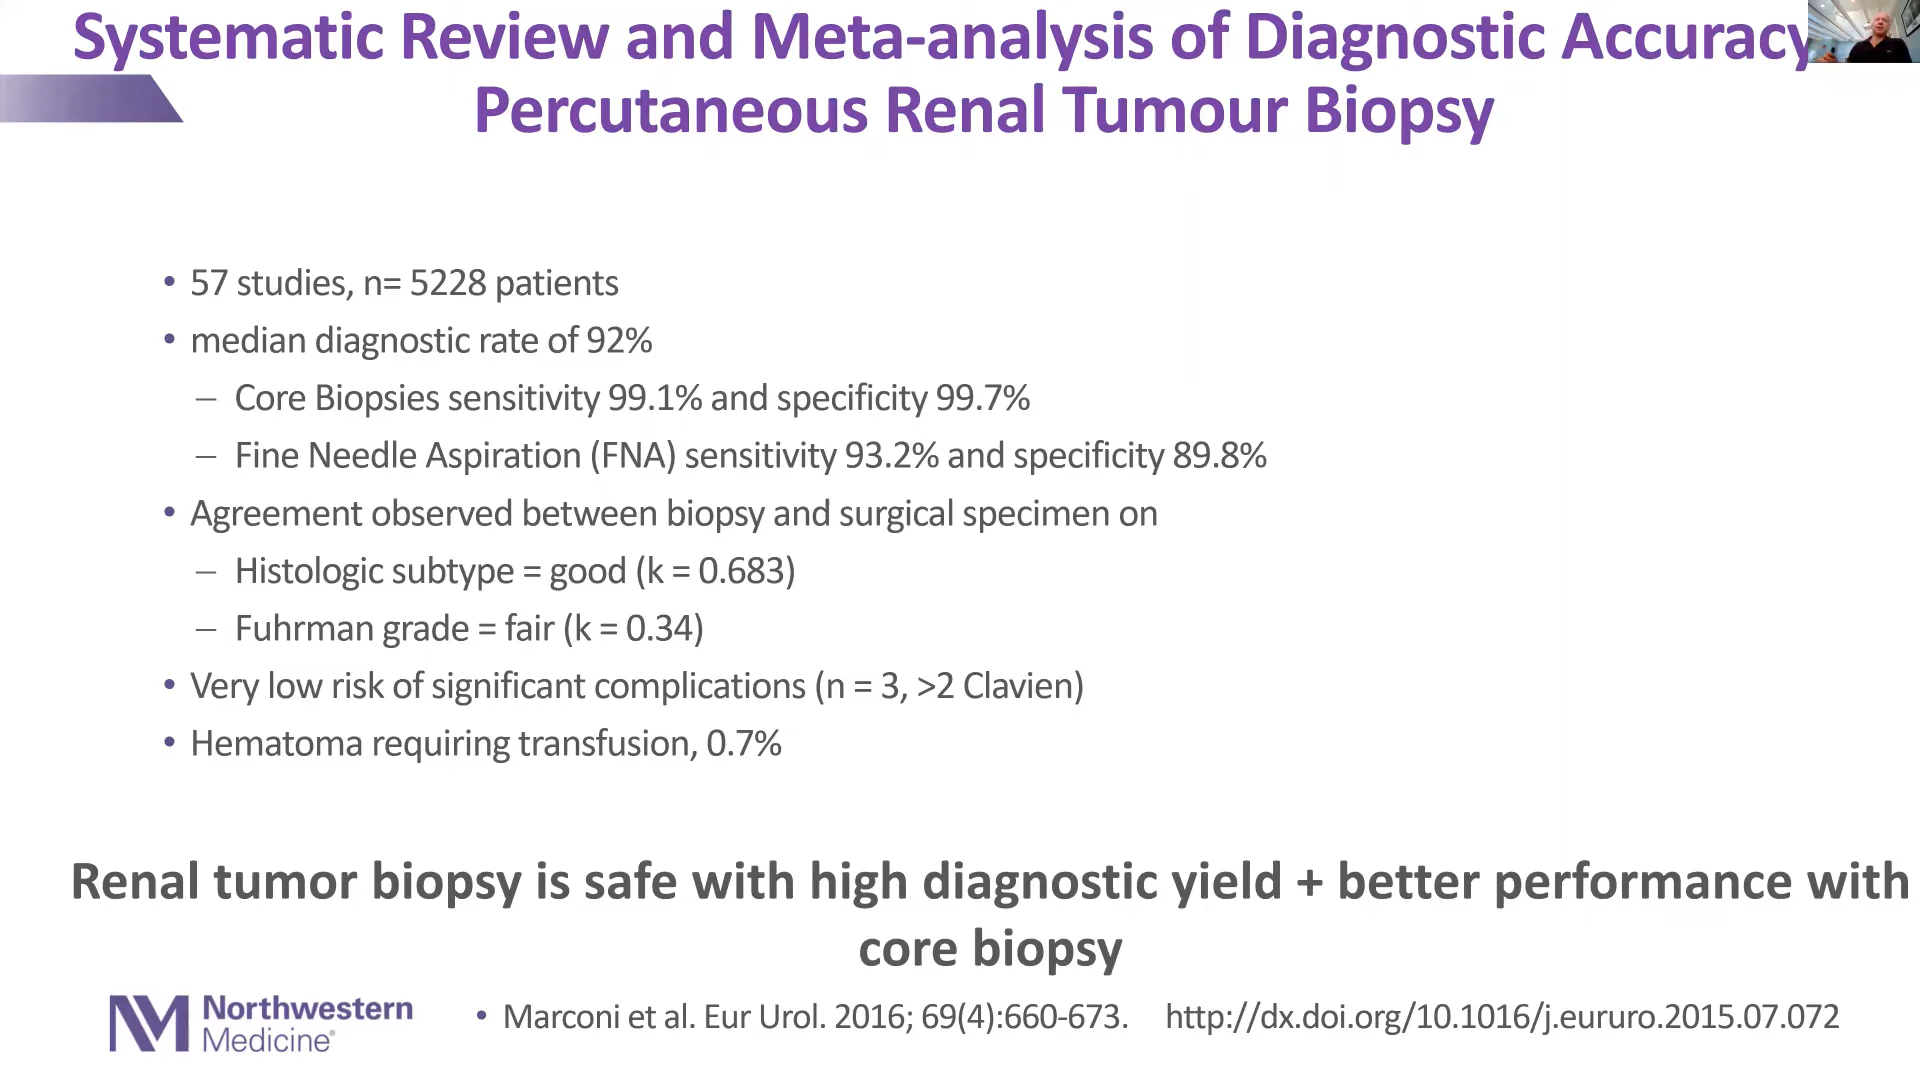 Systematic Review and Meta-analysis of Diagnostic Accuracy
Percutaneous Renal Tumour Biopsy
• 57 studies, n= 5228 patients
• median diagnostic rate of 92%
– Core Biopsies sensitivity 99.1% and specificity 99.7%
– Fine Needle Aspiration (FNA) sensitivity 93.2% and specificity 89.8%
• Agreement observed between biopsy and surgical specimen on
– Histologic subtype = good (k = 0.683)
– Fuhrman grade = fair (k = 0.34)
• Very low risk of significant complications (n = 3, >2 Clavien)
• Hematoma requiring transfusion, 0.7%
Renal tumor biopsy is safe with high diagnostic yield + better performance with
core biopsy
NM Northwestern
Medicine®
• Marconi et al. Eur Urol. 2016; 69(4):660-673. http://dx.doi.org/10.1016/j.eururo.2015.07.072